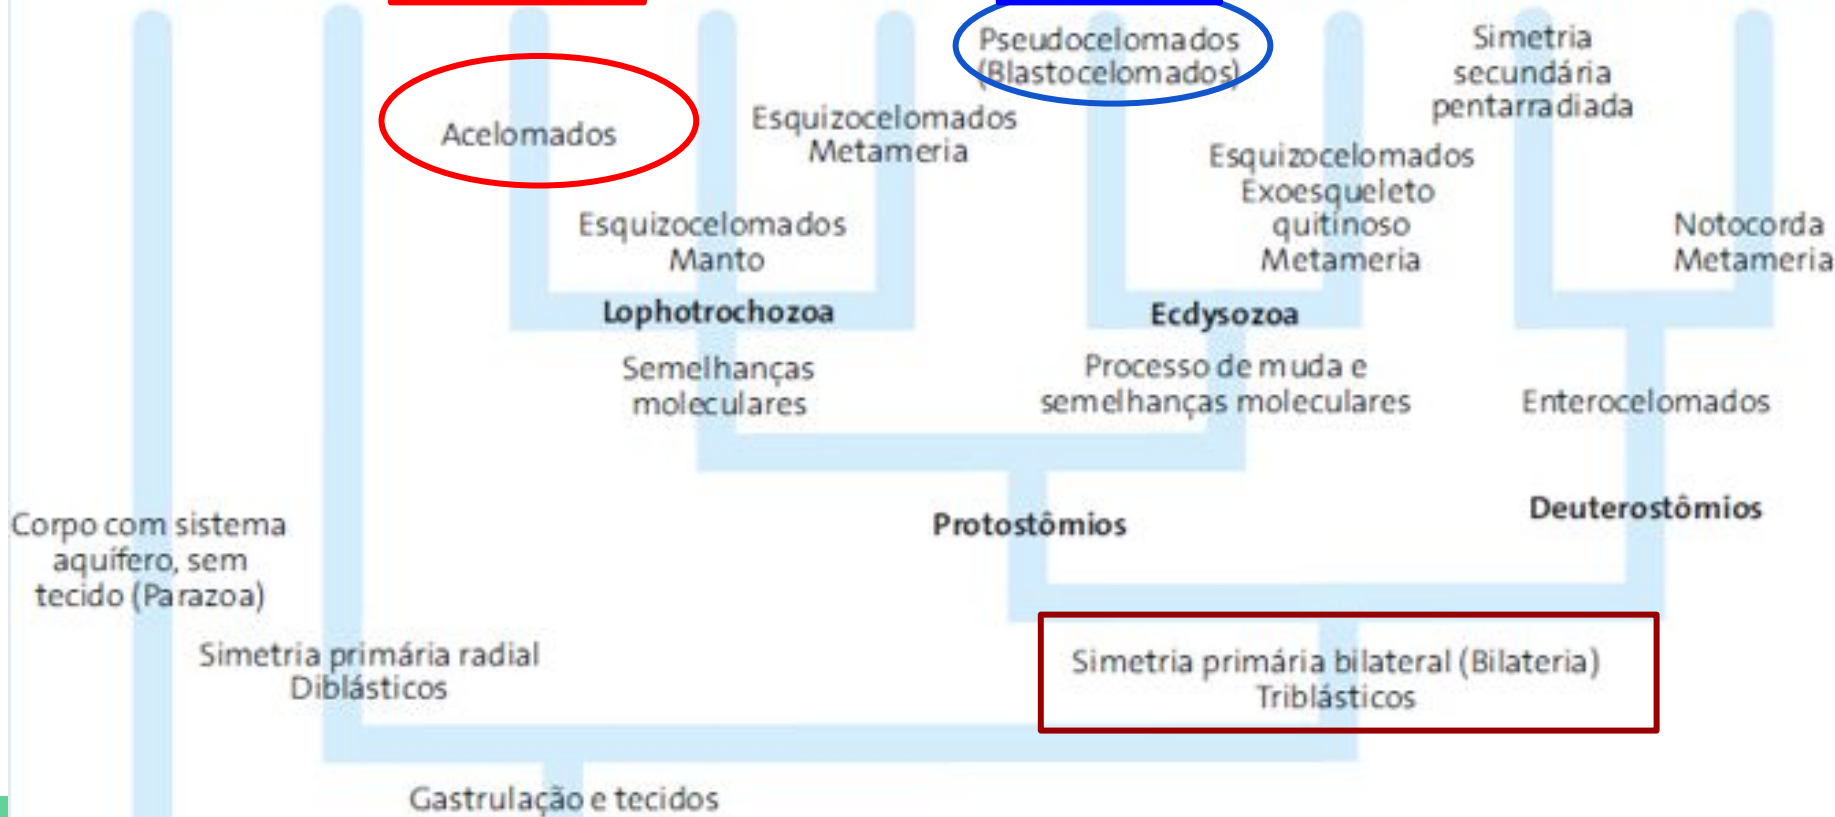 Pseudocelomados
(Blastocelomados)
Simetria
secundária
pentarradiada
Acelomados
Esquizocelomados
Metameria
Esquizocelomados
Exoesqueleto
quitinoso
Metameria
Esquizocelomados
Manto
Notocorda
Metameria
Lophotrochozoa
Ecdysozoa
Semelhanças
moleculares
Processo de muda e
semelhanças moleculares
Enterocelomados
Corpo com sistema
aquífero, sem
tecido (Parazoa)
Protostômios
Deuterostômios
Simetria primária radial
Diblásticos
Simetria primária bilateral (Bilateria)
Triblásticos
Gastrulação e tecidos